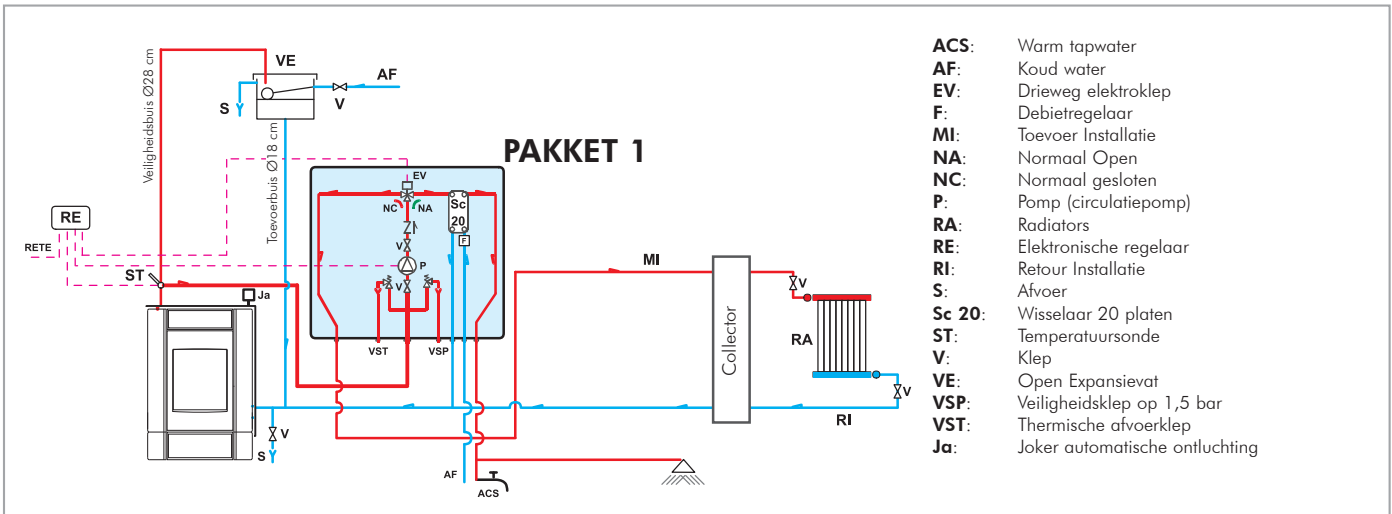 VE
AF
S
V
Veiligheidsbuis Ø28 cm
Toevoerbuis Ø18 cm
PAKKET 1
EV
NC
NA
Sc
20
F
V
P
V
RE
RETE
ST
Ja
VST
VSP
MI
Collector
V
RA
V
RI
V
S
AF
ACS
ACS: Warm tapwater
AF: Koud water
EV: Drieweg elektroklep
F: Debietregelaar
MI: Toevoer Installatie
NA: Normaal Open
NC: Normaal gesloten
P: Pomp (circulatiepomp)
RA: Radiators
RE: Elektronische regelaar
RI: Retour Installatie
S: Afvoer
Sc 20: Wisselaar 20 platen
ST: Temperatuursonde
V: Klep
VE: Open Expansievat
VSP: Veiligheidsklep op 1,5 bar
VST: Thermische afvoerklep
Ja: Joker automatische ontluchting